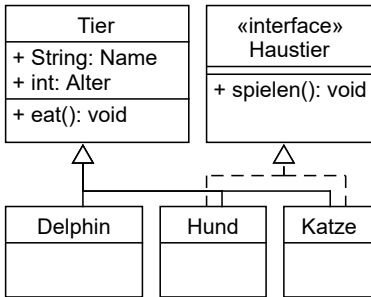 Tier
+ String: Name
+ int: Alter
+ eat(): void
«interface»
Haustier
+ spielen(): void
Delphin
Hund
Katze